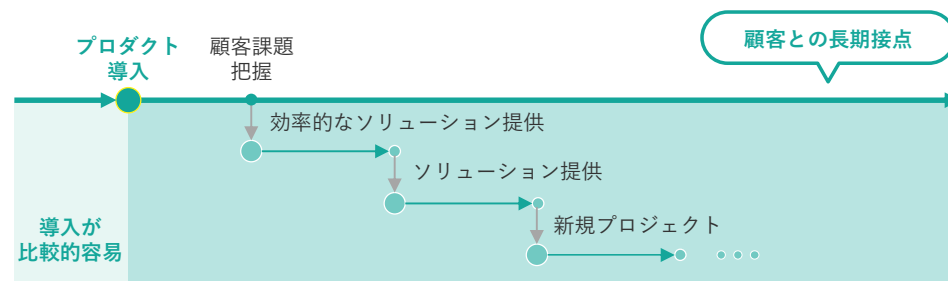 プロダクト
導入
顧客課題
把握
顧客との長期接点
効率的なソリューション提供
ソリューション提供
新規プロジェクト
導入が
比較的容易